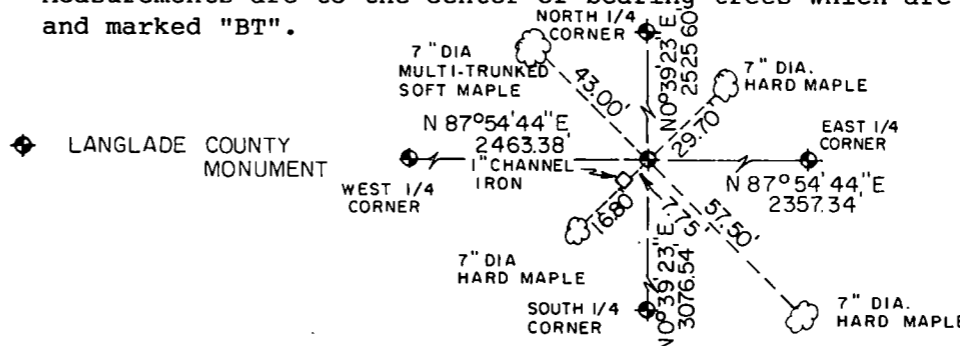 Measurements are to the center of bearing trees which are
and marked "BT".
NORTH 1/4
CORNER
7" DIA
MULTI-TRUNKED
SOFT MAPLE
43.00'
N0°39'23"E
2525.60'
7" DIA.
HARD MAPLE
29.70'
LANGLADE COUNTY
MONUMENT
N 87°54'44"E
2463.38'
1" CHANNEL
IRON
WEST 1/4
CORNER
EAST 1/4
CORNER
N 87°54'44"E
2357.34'
16.80
7.75'
57.50'
7" DIA
HARD MAPLE
N0°39'23"E
3076.54'
SOUTH 1/4
CORNER
7" DIA.
HARD MAPLE